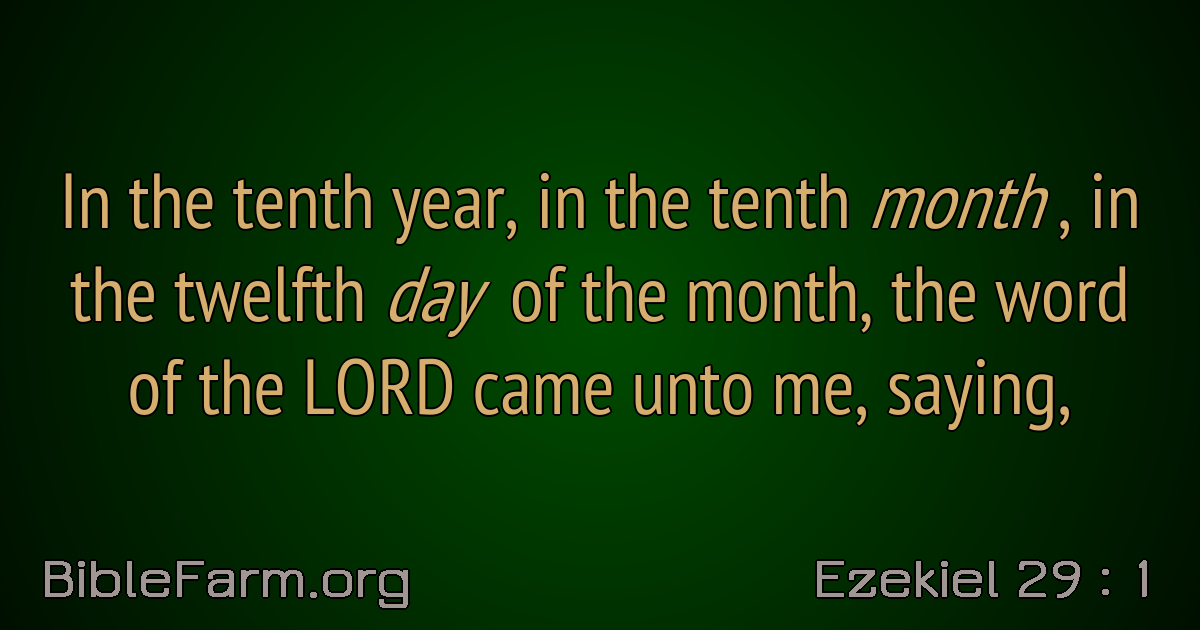 In the tenth year, in the tenth month , in
the twelfth day of the month, the word
of the LORD came unto me, saying,
BibleFarm.org
Ezekiel 29 : 1